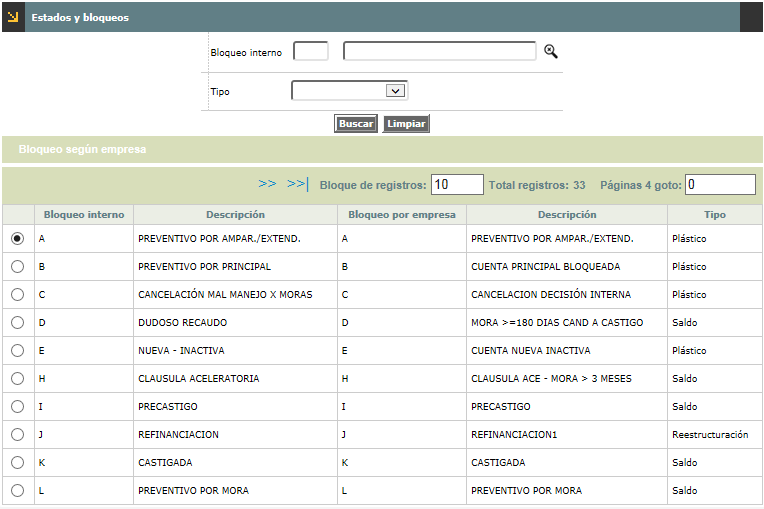 Estados y bloqueos
Bloqueo interno
Tipo
Buscar Limpiar
Bloqueo según empresa
>> >>| Bloque de registros: 10 Total registros: 33 Páginas 4 goto: 0
Bloqueo interno Descripción Bloqueo por empresa Descripción Tipo
A PREVENTIVO POR AMPAR./EXTEND. A PREVENTIVO POR AMPAR./EXTEND. Plástico
B PREVENTIVO POR PRINCIPAL B CUENTA PRINCIPAL BLOQUEADA Plástico
C CANCELACIÓN MAL MANEJO X MORAS C CANCELACION DECISIÓN INTERNA Plástico
D DUDOSO RECAUDO D MORA >=180 DIAS CAND A CASTIGO Saldo
E NUEVA - INACTIVA E CUENTA NUEVA INACTIVA Plástico
H CLAUSULA ACELERATORIA H CLAUSULA ACE - MORA > 3 MESES Saldo
I PRECASTIGO I PRECASTIGO Saldo
J REFINANCIACION J REFINANCIACION1 Reestructuración
K CASTIGADA K CASTIGADA Saldo
L PREVENTIVO POR MORA L PREVENTIVO POR MORA Saldo